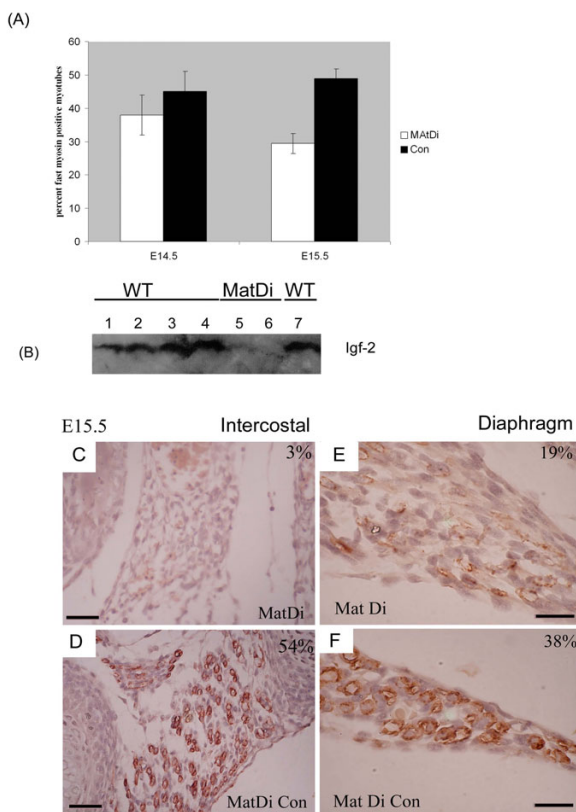 (A)
percent fast myosin positive myotubes
60
50
40
30
20
10
0
E14.5 E15.5
MAtDi
Con
WT MatDi WT
1 2 3 4 5 6 7
(B) Igf-2
E15.5 Intercostal Diaphragm
C 3% E 19%
MatDi Mat Di
D 54% F 38%
MatDi Con Mat Di Con